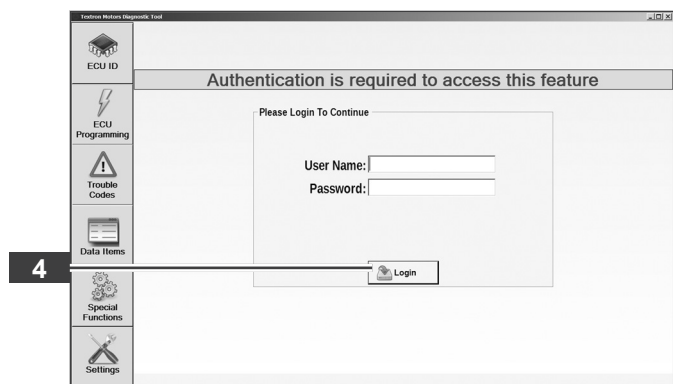 Textron Motors Diagnostic Tool
ECU ID
Authentication is required to access this feature
Please Login To Continue
ECU
Programming
User Name:
Password:
Trouble
Codes
Data Items
4
Login
Special
Functions
Settings